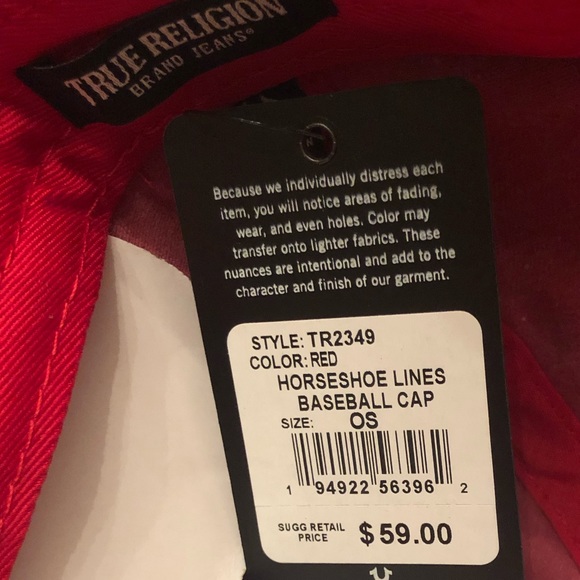 TRUE RELIGION
BRAND JEANS®
Because we individually distress each
item, you will notice areas of fading,
wear, and even holes. Color may
transfer onto lighter fabrics. These
nuances are intentional and add to the
character and finish of our garment.
STYLE: TR2349
COLOR: RED
HORSESHOE LINES
BASEBALL CAP
SIZE: OS
1 94922 56396 2
SUGG RETAIL
PRICE $59.00